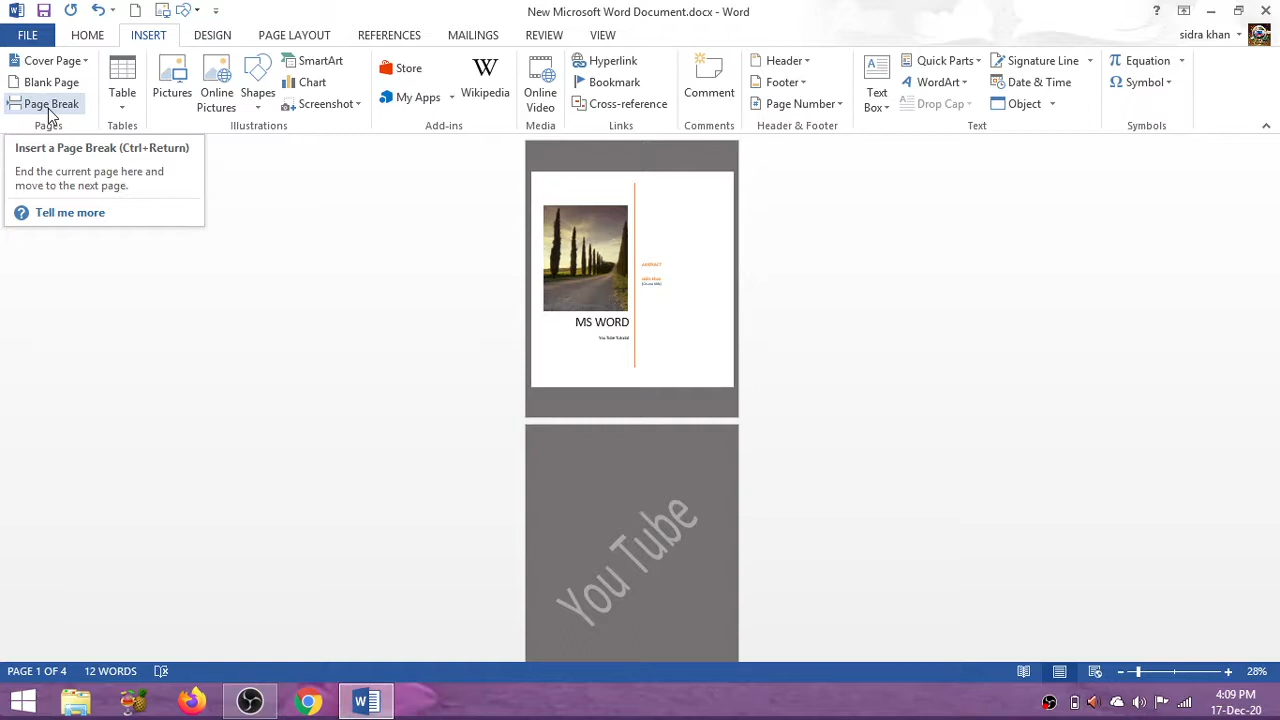 New Microsoft Word Document.docx - Word
FILE HOME INSERT DESIGN PAGE LAYOUT REFERENCES MAILINGS REVIEW VIEW sidra khan
Cover Page
Blank Page
Page Break
Pages
Table
Tables
Pictures
Online Pictures
Shapes
SmartArt
Chart
Screenshot
Illustrations
Store
My Apps
Wikipedia
Add-ins
Online Video
Media
Hyperlink
Bookmark
Cross-reference
Links
Comment
Comments
Header
Footer
Page Number
Header & Footer
Text Box
Quick Parts
WordArt
Drop Cap
Signature Line
Date & Time
Object
Text
Equation
Symbol
Symbols
Insert a Page Break (Ctrl+Return)
End the current page here and
move to the next page.
Tell me more
MS WORD
You Tube
PAGE 1 OF 4 12 WORDS 28%
4:09 PM
17-Dec-20